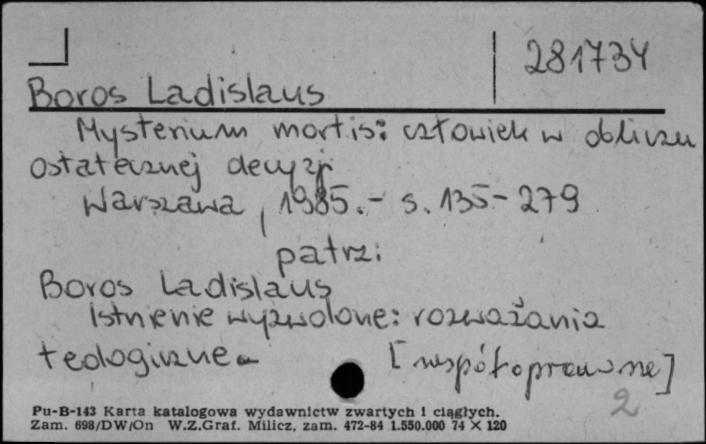 281734
Boros Ladislaus
Mysterium mortis: człowiek w obliczu
ostatecznej decyzji
Warszawa, 1985.- s. 135-279
patrz:
Boros Ladislaus
Istnienie wyzwolone: rozważania
teologiczne.-
[współoprawne]
2
Pu-B-143 Karta katalogowa wydawnictw zwartych i ciągłych.
Zam. 698/DW/On W.Z.Graf. Milicz, zam. 472-84 1.550.000 74 × 120